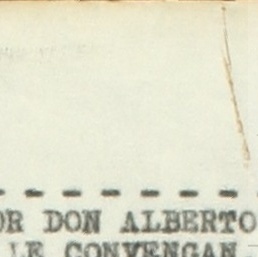 - - - - - - -
OR DON ALBERTO
LE CONVENGAN.